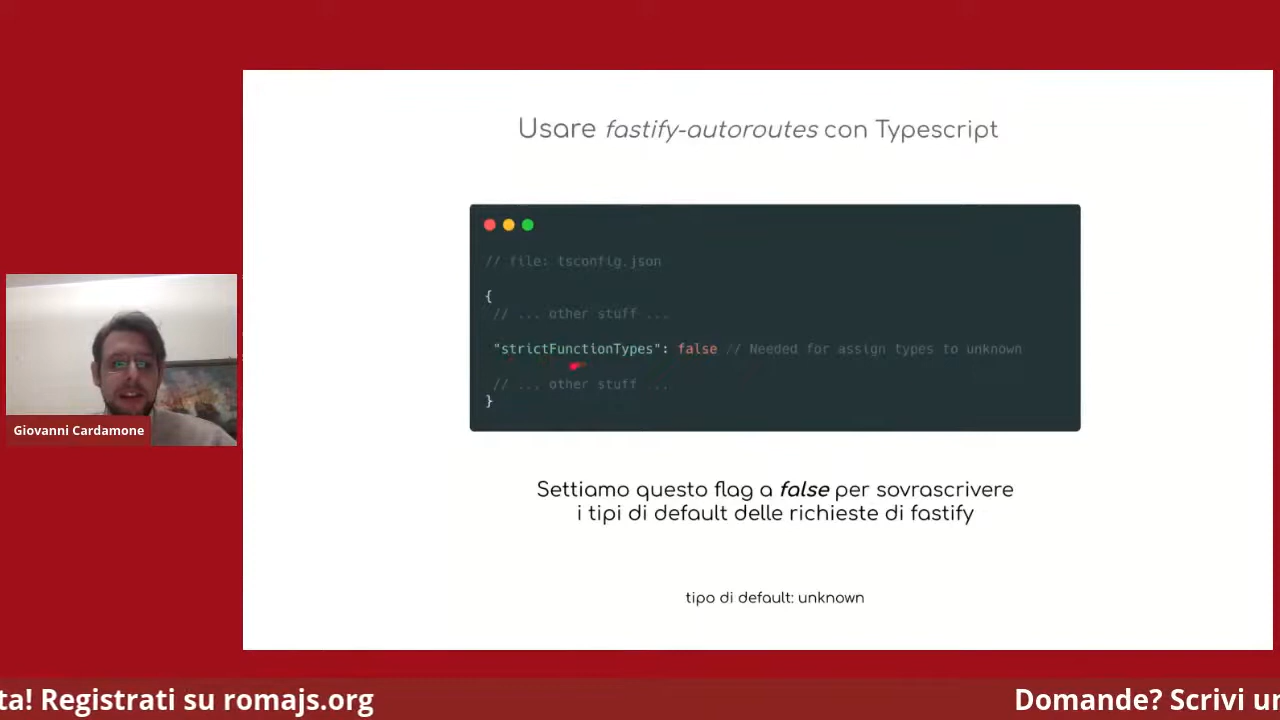 Usare fastify-autoroutes con Typescript
// file: tsconfig.json
{
// ... other stuff ...
"strictFunctionTypes": false // Needed for assign types to unknown
// ... other stuff ...
}
Giovanni Cardamone
Settiamo questo flag a false per sovrascrivere
i tipi di default delle richieste di fastify
tipo di default: unknown
ta! Registrati su romajs.org
Domande? Scrivi un